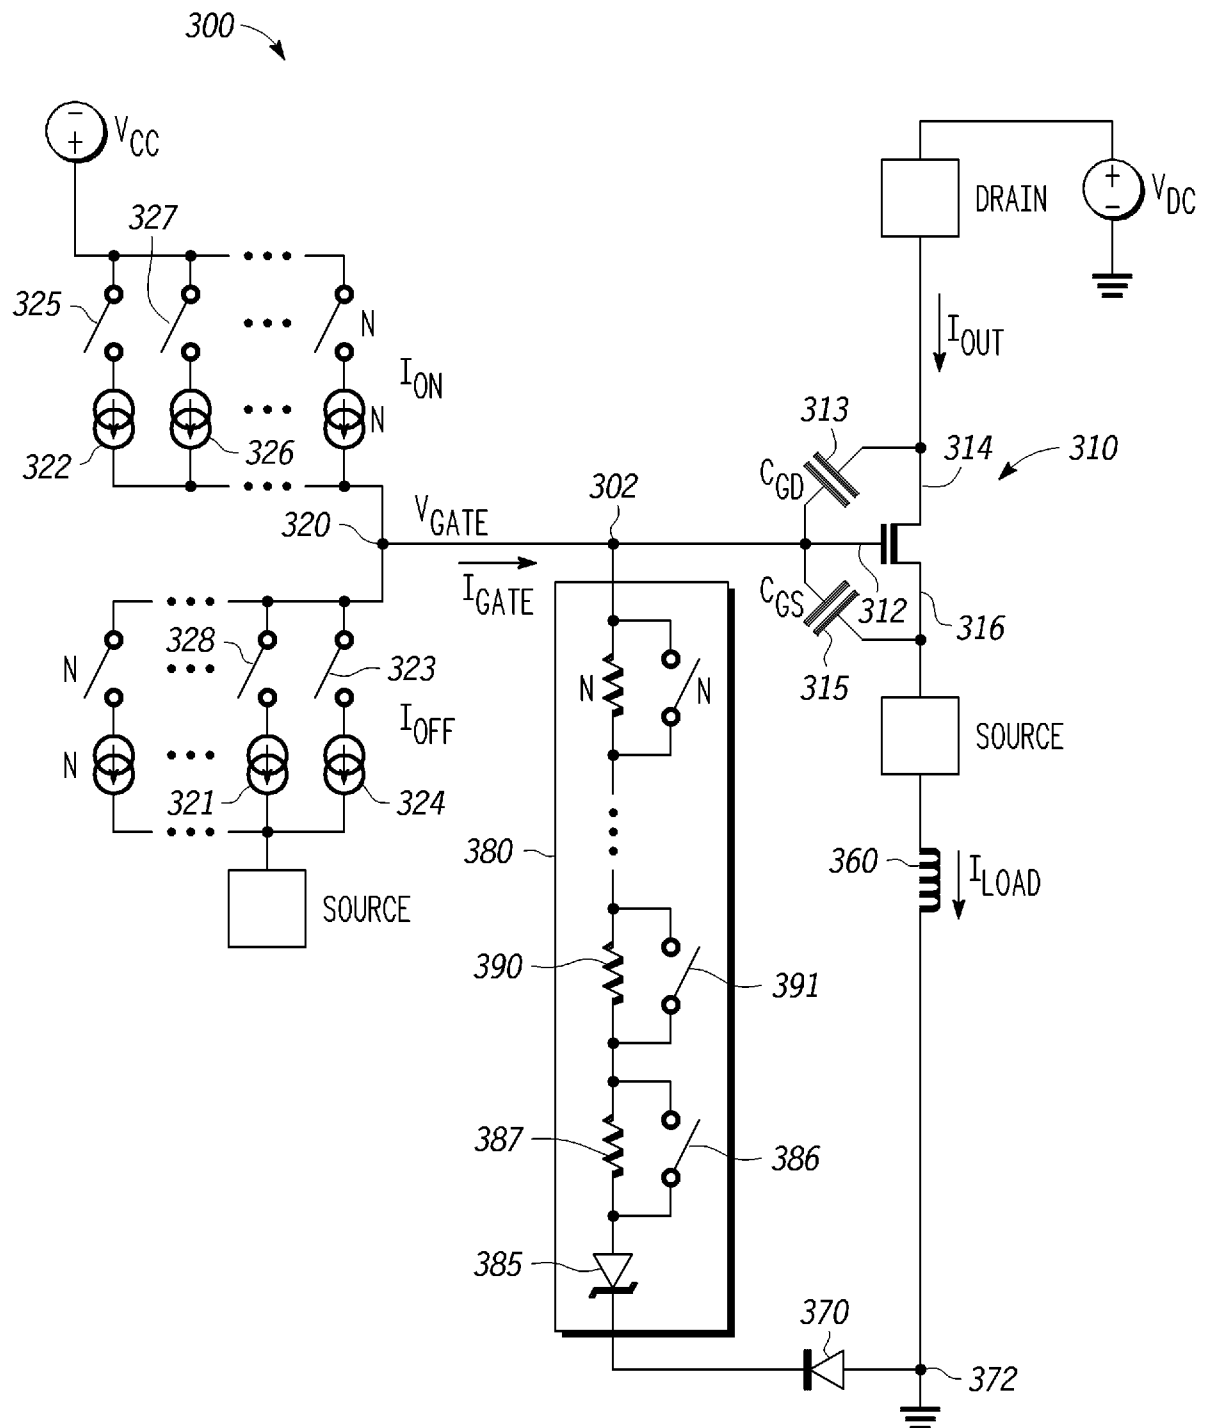 300
− +
VCC
327
325
N
ION
N
322
326
+ −
VDC
DRAIN
IOUT
313
314
310
CGD
302
320
VGATE
IGATE
CGS
312
316
315
328
N
323
N
N
IOFF
N
321
324
SOURCE
SOURCE
380
360
ILOAD
390
391
387
386
385
370
372